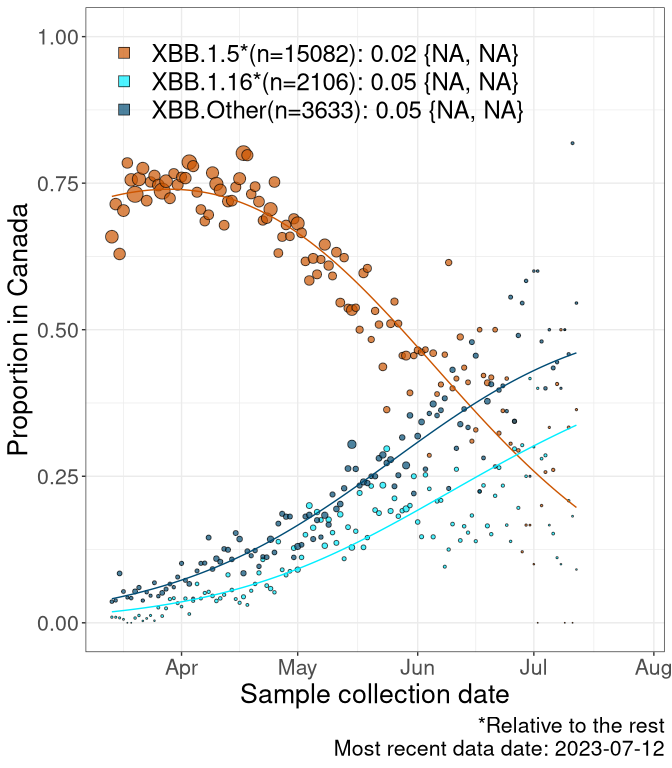 1.00
XBB.1.5*(n=15082): 0.02 {NA, NA}
XBB.1.16*(n=2106): 0.05 {NA, NA}
XBB.Other(n=3633): 0.05 {NA, NA}
0.75
Proportion in Canada
0.50
0.25
0.00
Apr May Jun Jul Aug
Sample collection date
*Relative to the rest
Most recent data date: 2023-07-12